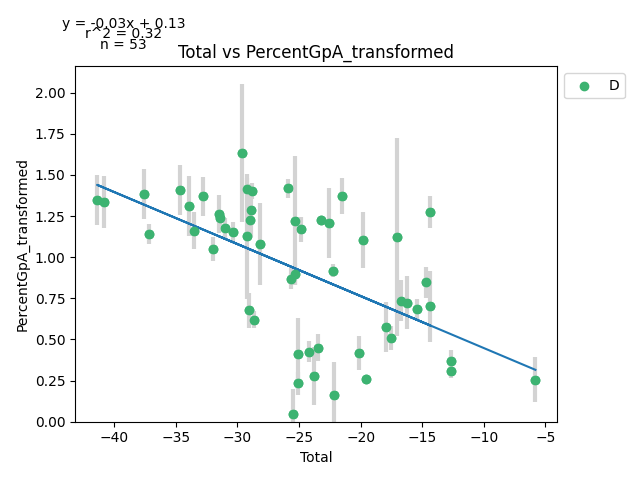 y = -0.03x + 0.13
r^2 = 0.32
n = 53
Total vs PercentGpA_transformed
D
PercentGpA_transformed
2.00
1.75
1.50
1.25
1.00
0.75
0.50
0.25
0.00
−40 −35 −30 −25 −20 −15 −10 −5
Total